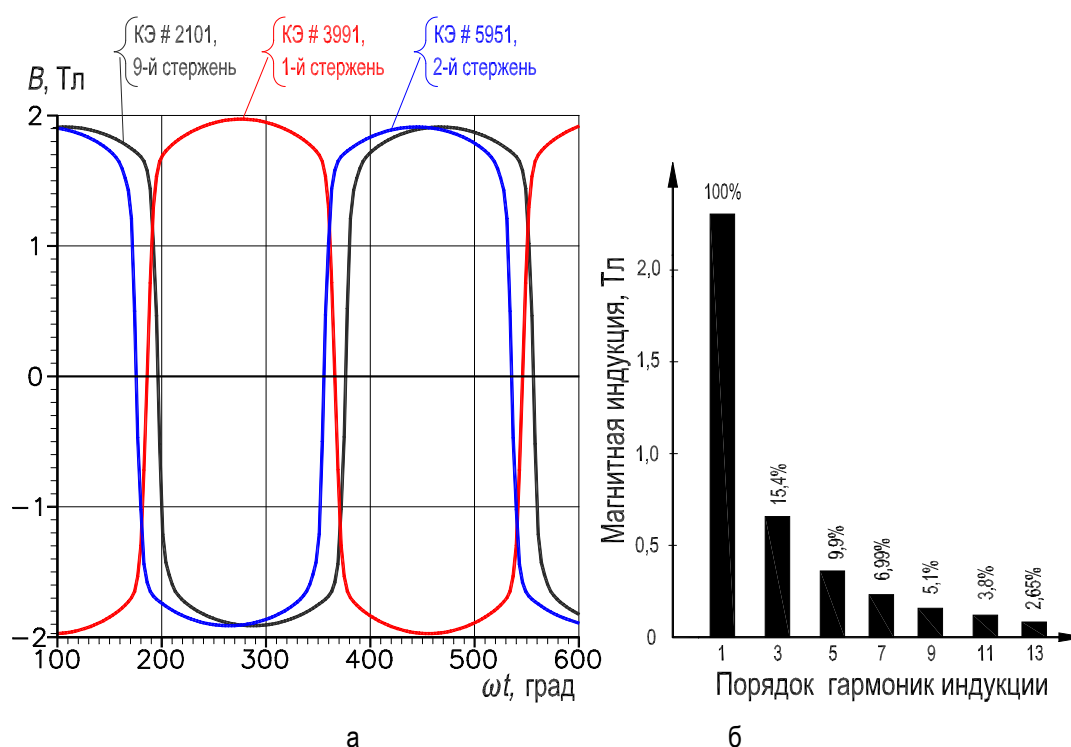 КЭ # 2101,
9-й стержень
КЭ # 3991,
1-й стержень
КЭ # 5951,
2-й стержень
B, Тл
2
1
0
−1
−2
100 200 300 400 500 600
ωt, град
а
Магнитная индукция, Тл
2,0
1,5
1,0
0,5
0
100%
15,4%
9,9%
6,99%
5,1%
3,8%
2,65%
1 3 5 7 9 11 13
Порядок гармоник индукции
б